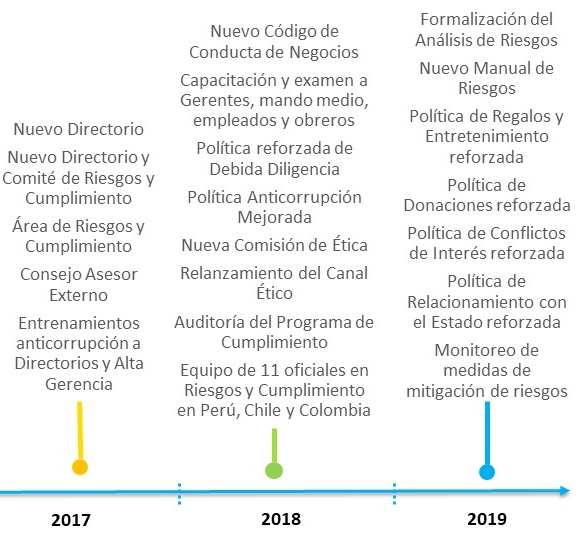 Nuevo Directorio
Nuevo Directorio y
Comité de Riesgos y
Cumplimiento
Área de Riesgos y
Cumplimiento
Consejo Asesor
Externo
Entrenamientos
anticorrupción a
Directorios y Alta
Gerencia
2017
Nuevo Código de
Conducta de Negocios
Capacitación y examen a
Gerentes, mando medio,
empleados y obreros
Política reforzada de
Debida Diligencia
Política Anticorrupción
Mejorada
Nueva Comisión de Ética
Relanzamiento del Canal
Ético
Auditoría del Programa de
Cumplimiento
Equipo de 11 oficiales en
Riesgos y Cumplimiento
en Perú, Chile y Colombia
2018
Formalización del
Análisis de Riesgos
Nuevo Manual de
Riesgos
Política de Regalos y
Entretenimiento
reforzada
Política de
Donaciones reforzada
Política de Conflictos
de Interés reforzada
Política de
Relacionamiento con
el Estado reforzada
Monitoreo de
medidas de
mitigación de riesgos
2019